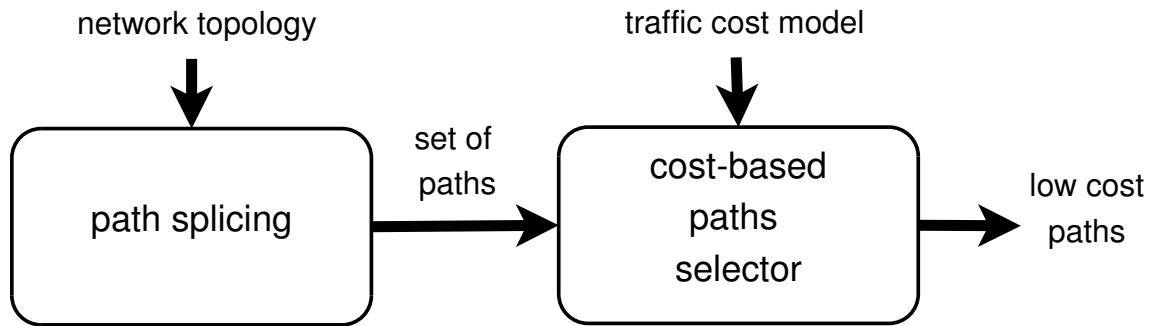 network topology
traffic cost model
path splicing
set of
paths
cost-based
paths
selector
low cost
paths